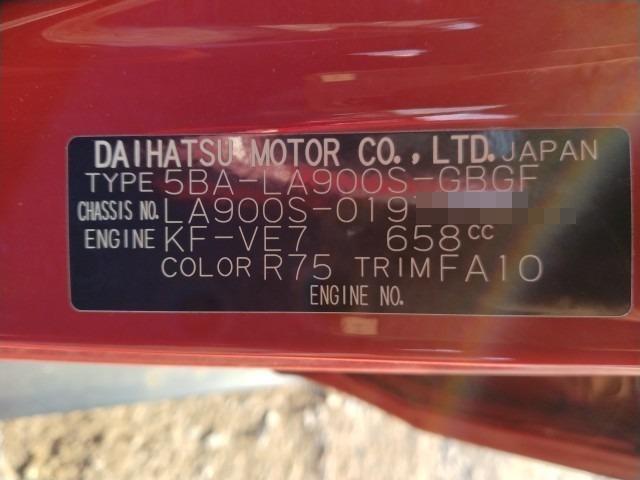 DAIHATSU MOTOR CO., LTD. JAPAN
TYPE 5BA-LA900S-GBGF
CHASSIS NO. LA900S-019
ENGINE KF-VE7 658cc
COLOR R75 TRIM FA10
ENGINE NO.